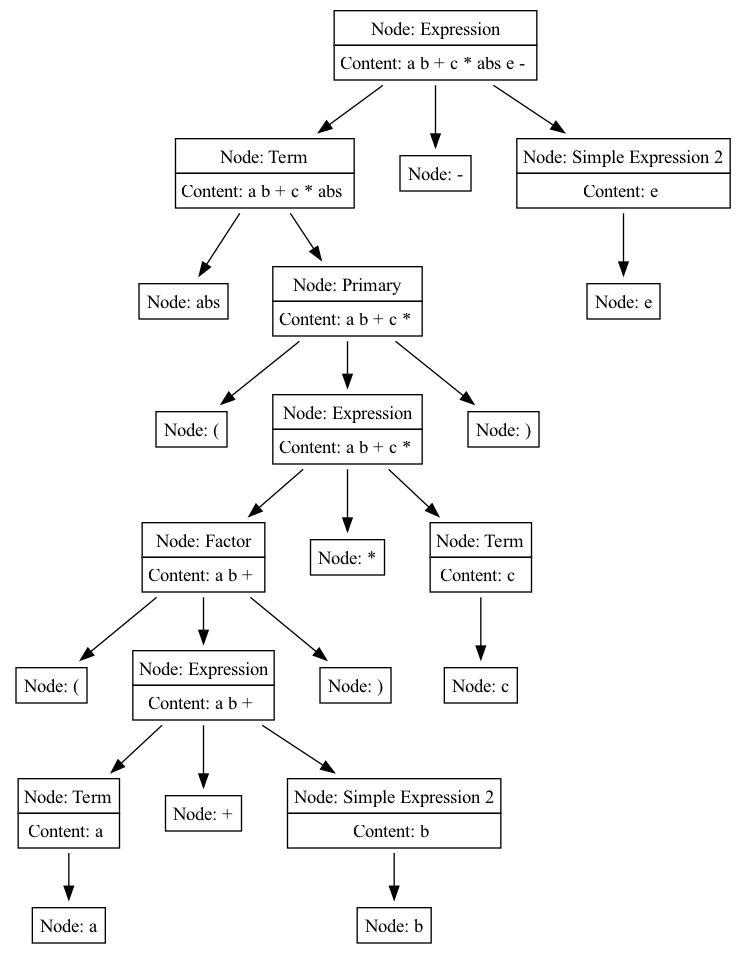 Node: Expression
Content: a b + c * abs e -
Node: Term
Content: a b + c * abs
Node: -
Node: Simple Expression 2
Content: e
Node: abs
Node: Primary
Content: a b + c *
Node: e
Node: (
Node: Expression
Content: a b + c *
Node: )
Node: Factor
Content: a b +
Node: *
Node: Term
Content: c
Node: (
Node: Expression
Content: a b +
Node: )
Node: c
Node: Term
Content: a
Node: +
Node: Simple Expression 2
Content: b
Node: a
Node: b